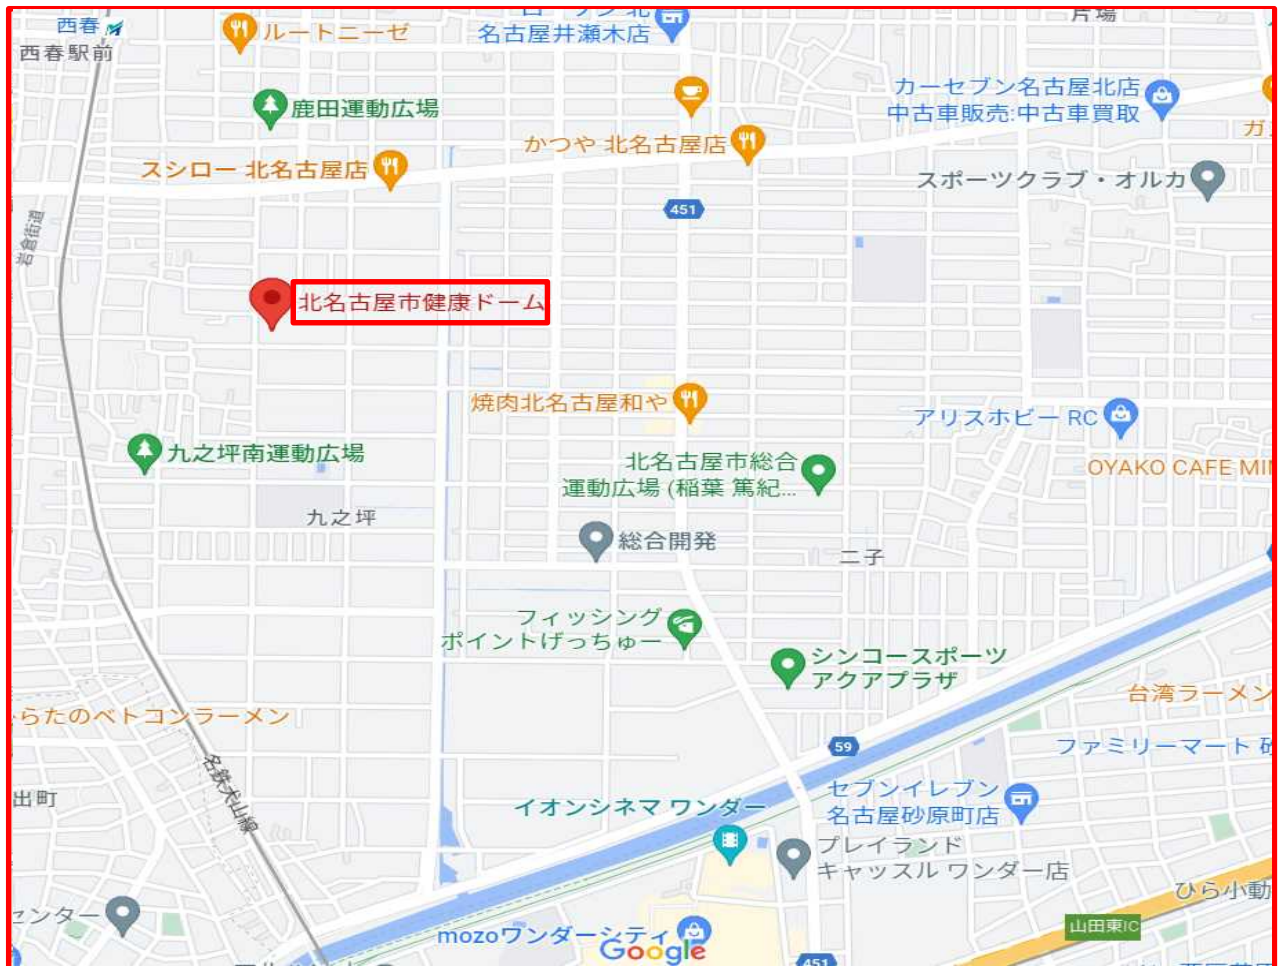 西春
西春駅前
ルートニーゼ
名古屋井瀬木店
鹿田運動広場
カーセブン名古屋北店
中古車販売:中古車買取
かつや 北名古屋店
スシロー 北名古屋店
スポーツクラブ・オルカ
451
岩倉街道
北名古屋市健康ドーム
焼肉北名古屋和や
アリスホビー RC
九之坪南運動広場
北名古屋市総合
運動広場 (稲葉 篤紀...
OYAKO CAFE MI
九之坪
総合開発
二子
フィッシング
ポイントげっちゅー
シンコースポーツ
アクアプラザ
台湾ラーメン
らたのベトコンラーメン
59
ファミリーマート 砂
名鉄犬山線
出町
セブンイレブン
名古屋砂原町店
イオンシネマ ワンダー
プレイランド
キャッスル ワンダー店
ひら小動
センター
山田東IC
mozoワンダーシティ
Google
451